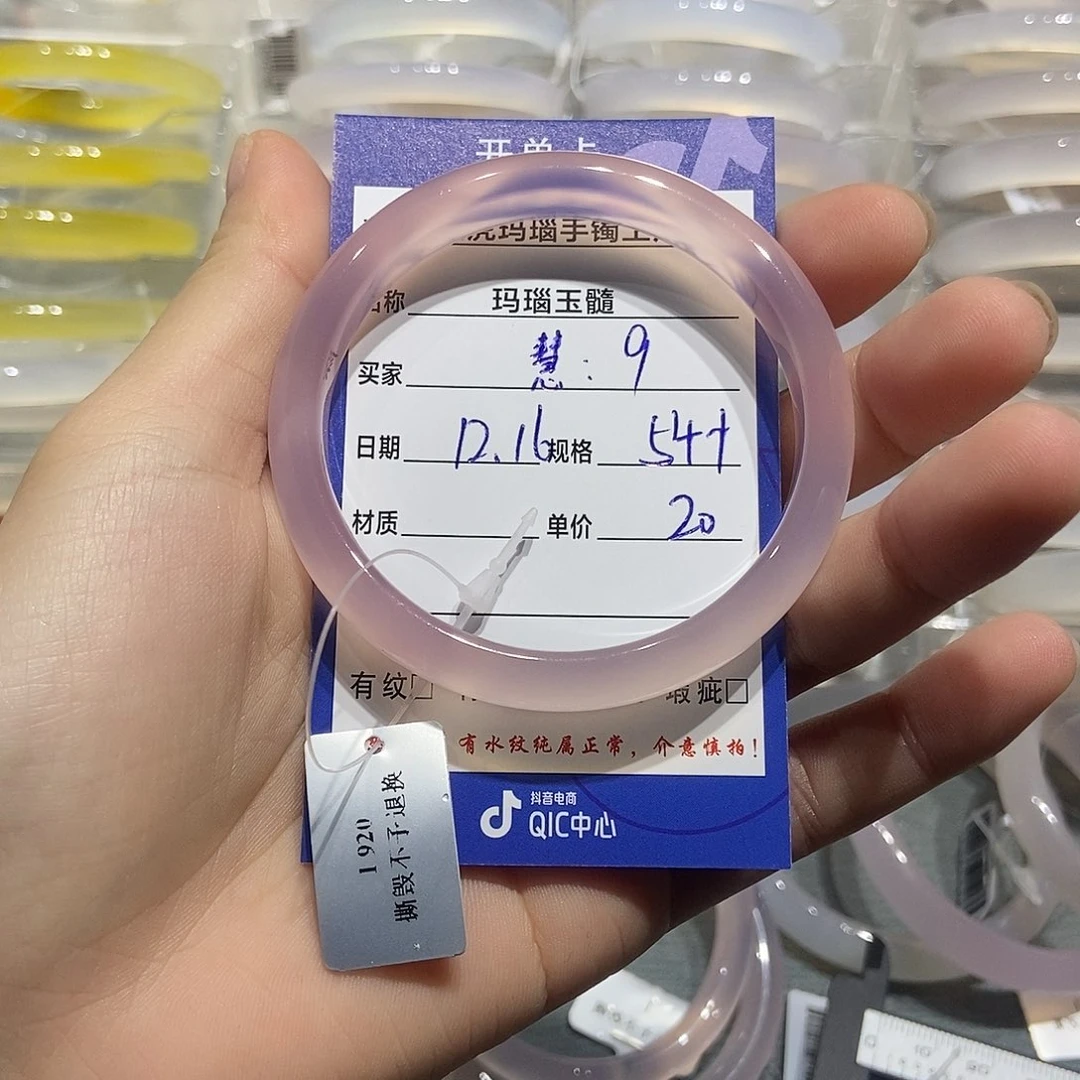 开单卡
玛瑙手镯工
名称 玛瑙玉髓
买家 慧: 9
日期 12.16 规格 54+
材质 单价 20
有纹□ 瑕疵□
有水纹纯属正常，介意慎拍！
抖音电商
QIC中心
1920
撕毁不予退换